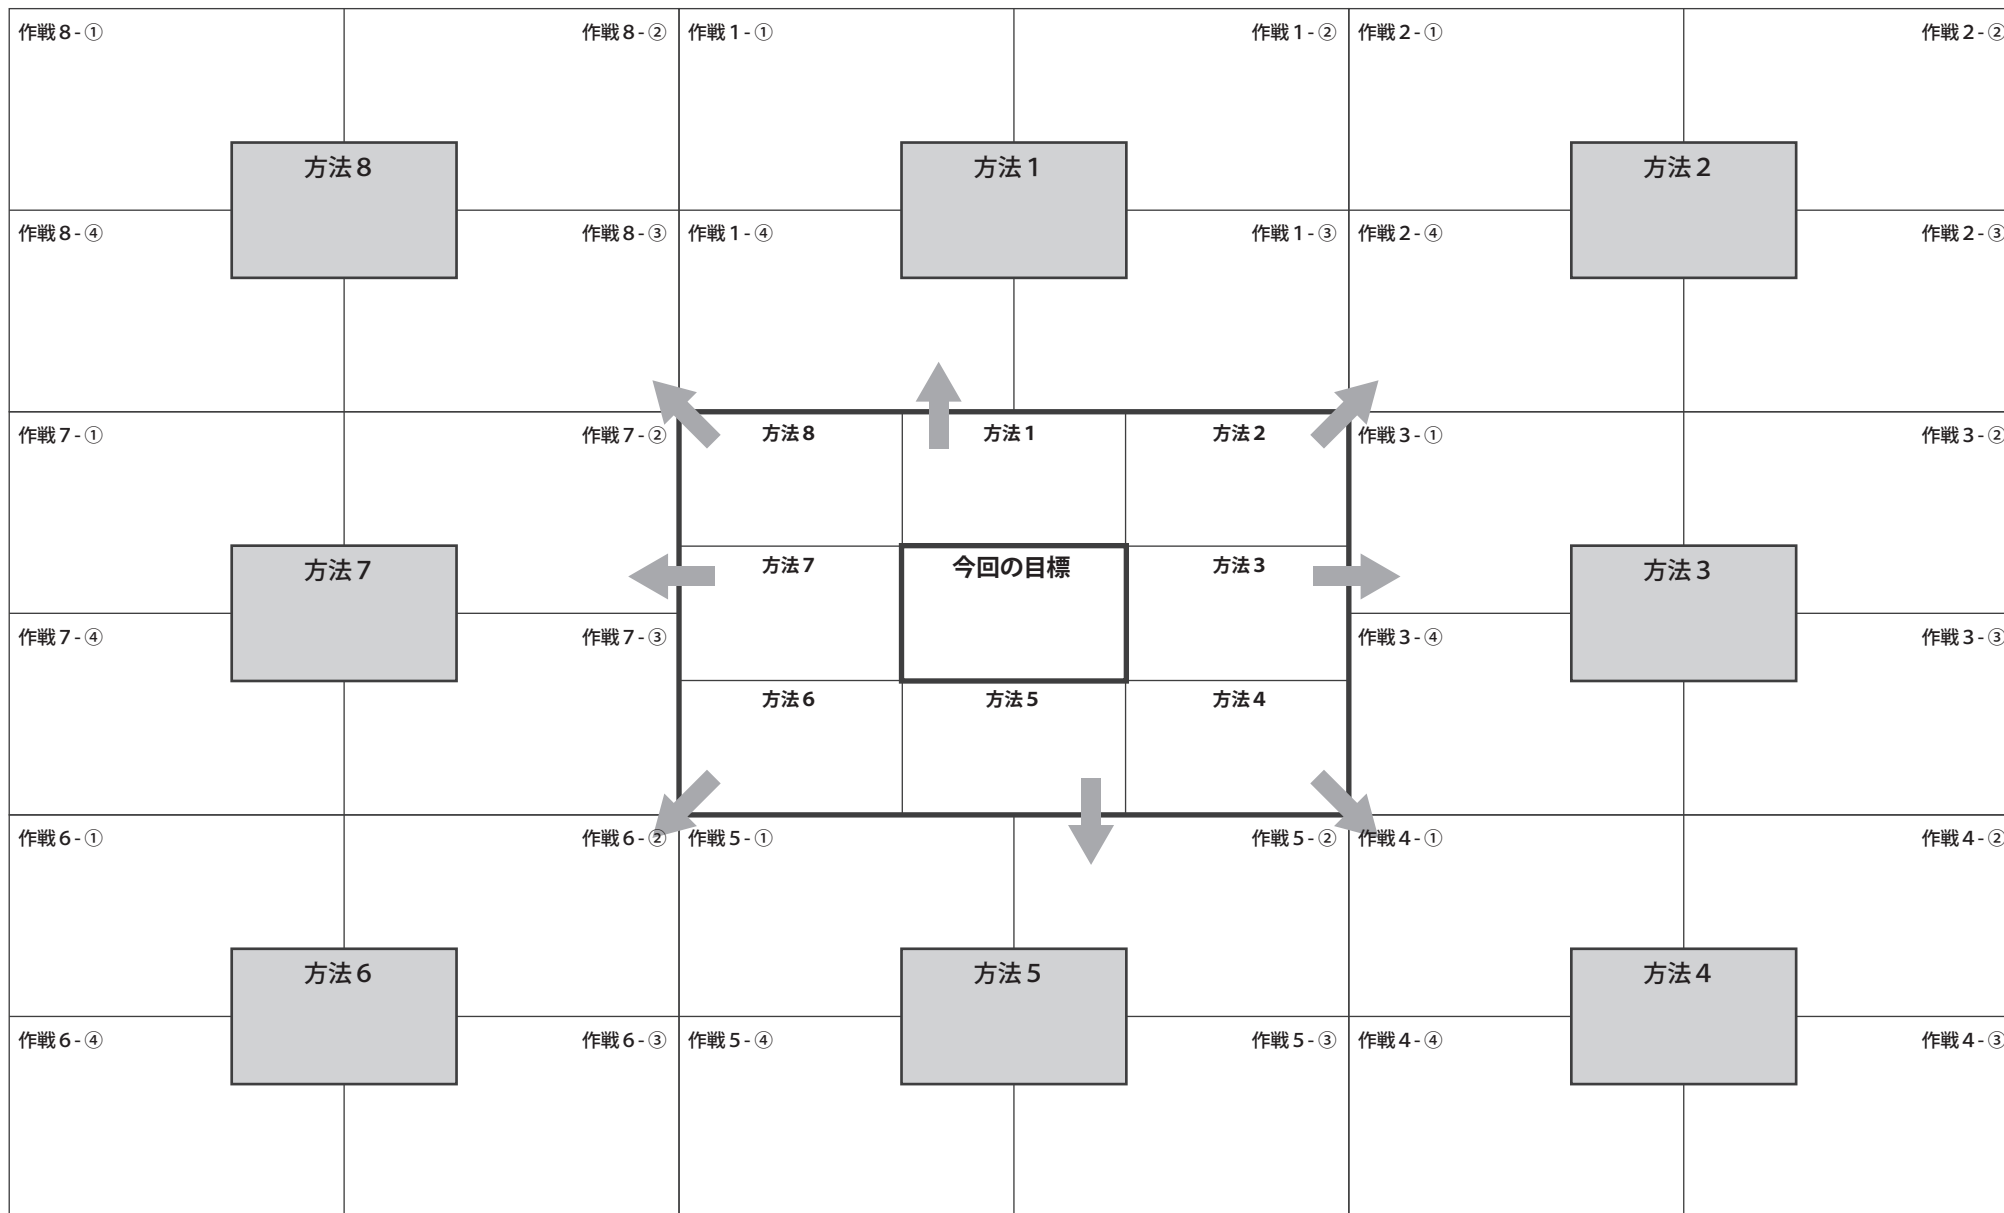 作戦8-① 作戦8-② 作戦1-① 作戦1-② 作戦2-① 作戦2-②
方法8 方法1 方法2
作戦8-④ 作戦8-③ 作戦1-④ 作戦1-③ 作戦2-④ 作戦2-③
作戦7-① 作戦7-② 方法8 方法1 方法2 作戦3-① 作戦3-②
方法7 方法7 今回の目標 方法3 方法3
作戦7-④ 作戦7-③ 作戦3-④ 作戦3-③
方法6 方法5 方法4
作戦6-① 作戦6-② 作戦5-① 作戦5-② 作戦4-① 作戦4-②
方法6 方法5 方法4
作戦6-④ 作戦6-③ 作戦5-④ 作戦5-③ 作戦4-④ 作戦4-③